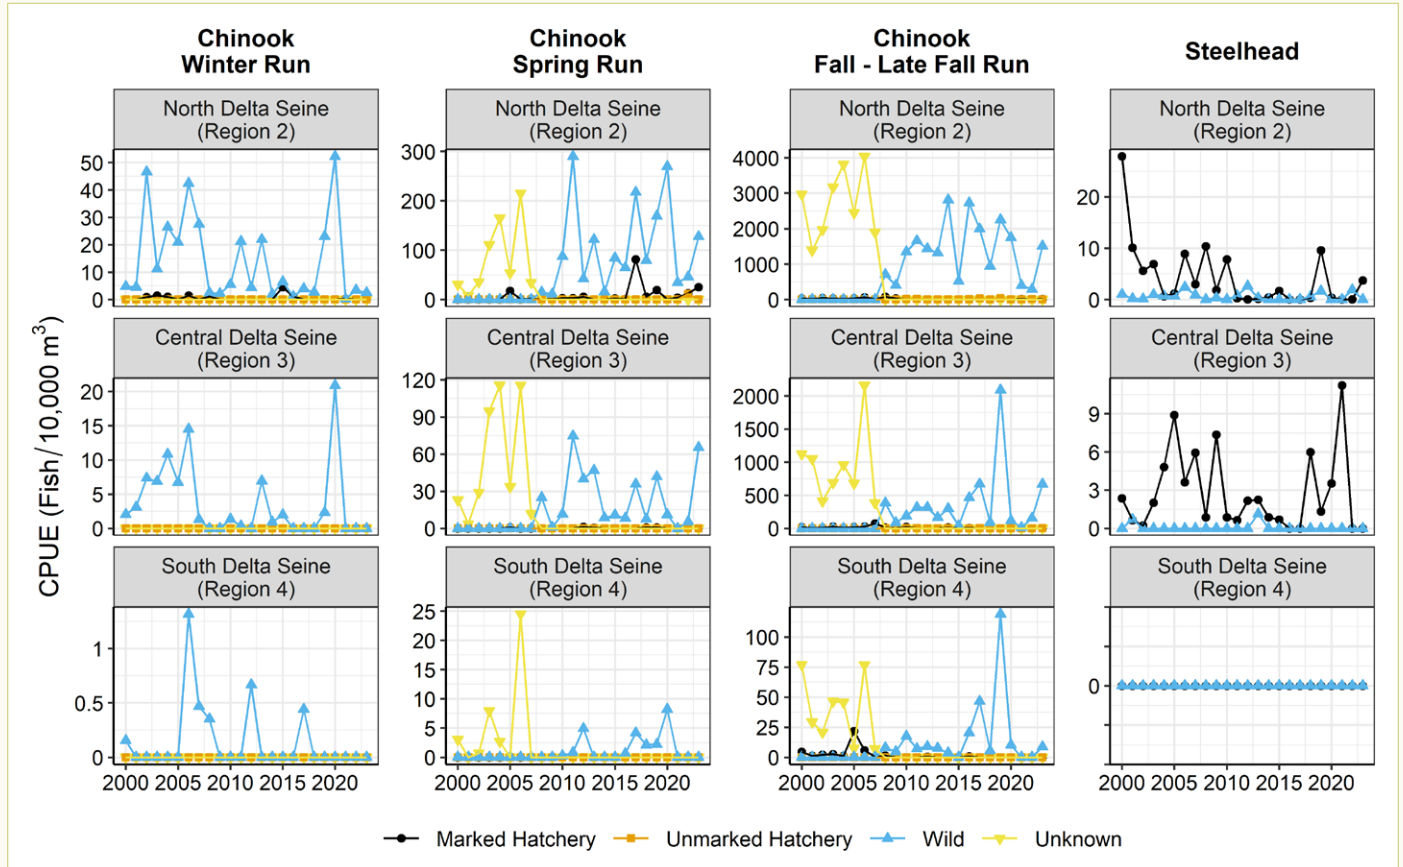 Chinook
Winter Run
Chinook
Spring Run
Chinook
Fall - Late Fall Run
Steelhead
North Delta Seine
(Region 2)
North Delta Seine
(Region 2)
North Delta Seine
(Region 2)
North Delta Seine
(Region 2)
50
40
30
20
10
0
300
200
100
0
4000
3000
2000
1000
0
20
10
0
CPUE (Fish/10,000 m³)
Central Delta Seine
(Region 3)
Central Delta Seine
(Region 3)
Central Delta Seine
(Region 3)
Central Delta Seine
(Region 3)
20
15
10
5
0
120
90
60
30
0
2000
1500
1000
500
0
9
6
3
0
South Delta Seine
(Region 4)
South Delta Seine
(Region 4)
South Delta Seine
(Region 4)
South Delta Seine
(Region 4)
1
0.5
0
25
20
15
10
5
0
100
75
50
25
0
0
2000 2005 2010 2015 2020
2000 2005 2010 2015 2020
2000 2005 2010 2015 2020
2000 2005 2010 2015 2020
Marked Hatchery Unmarked Hatchery Wild Unknown